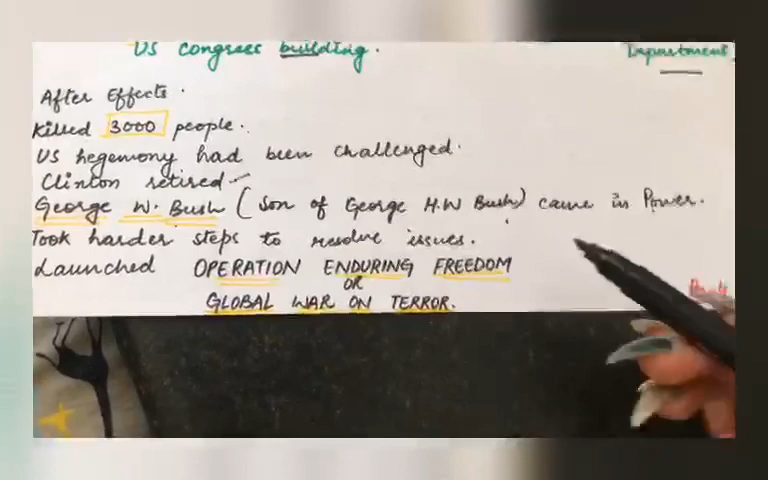 US Congress building.
Department
After Effects.
Killed 3000 people.
US hegemony had been challenged.
Clinton retired
George W. Bush (Son of George H.W Bush) came in Power.
Took harder steps to resolve issues.
Launched OPERATION ENDURING FREEDOM
OR
GLOBAL WAR ON TERROR.